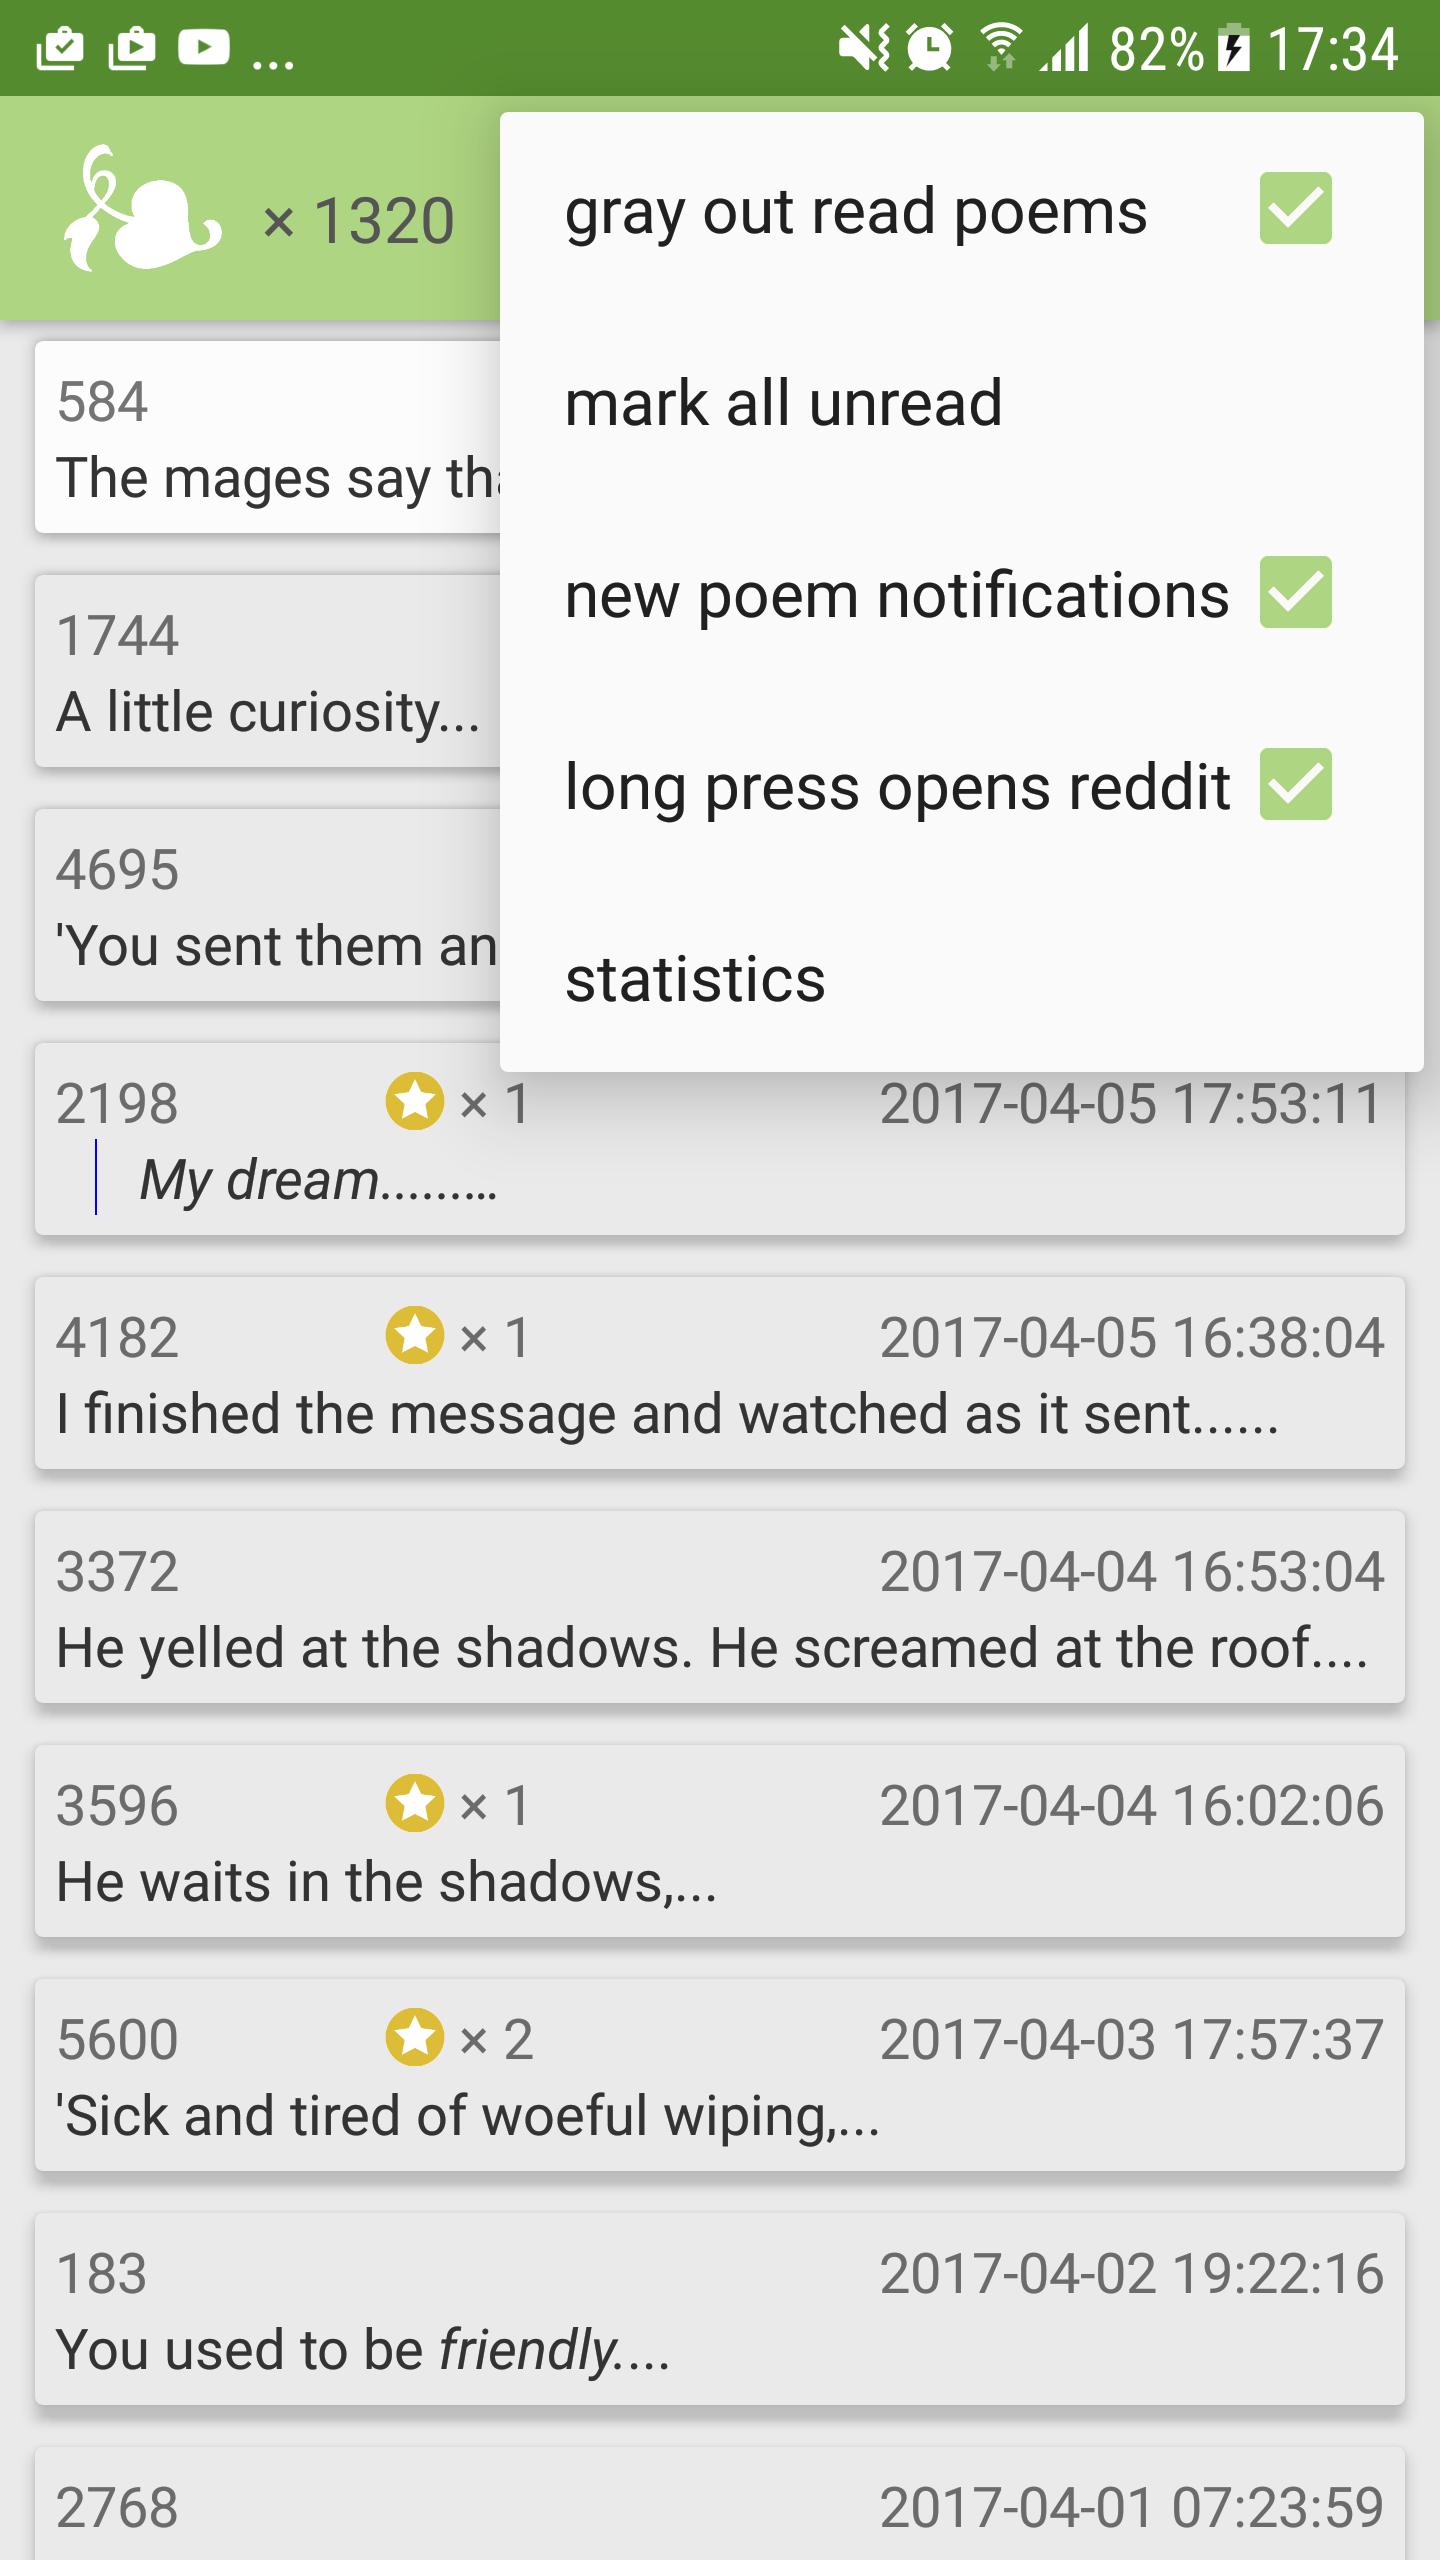 ... 82% 17:34
× 1320
gray out read poems
mark all unread
new poem notifications
long press opens reddit
statistics
584
The mages say
1744
A little curiosity...
4695
'You sent them an
2198 × 1 2017-04-05 17:53:11
My dream.........
4182 × 1 2017-04-05 16:38:04
I finished the message and watched as it sent......
3372 2017-04-04 16:53:04
He yelled at the shadows. He screamed at the roof....
3596 × 1 2017-04-04 16:02:06
He waits in the shadows,...
5600 × 2 2017-04-03 17:57:37
'Sick and tired of woeful wiping,...
183 2017-04-02 19:22:16
You used to be friendly....
2768 2017-04-01 07:23:59